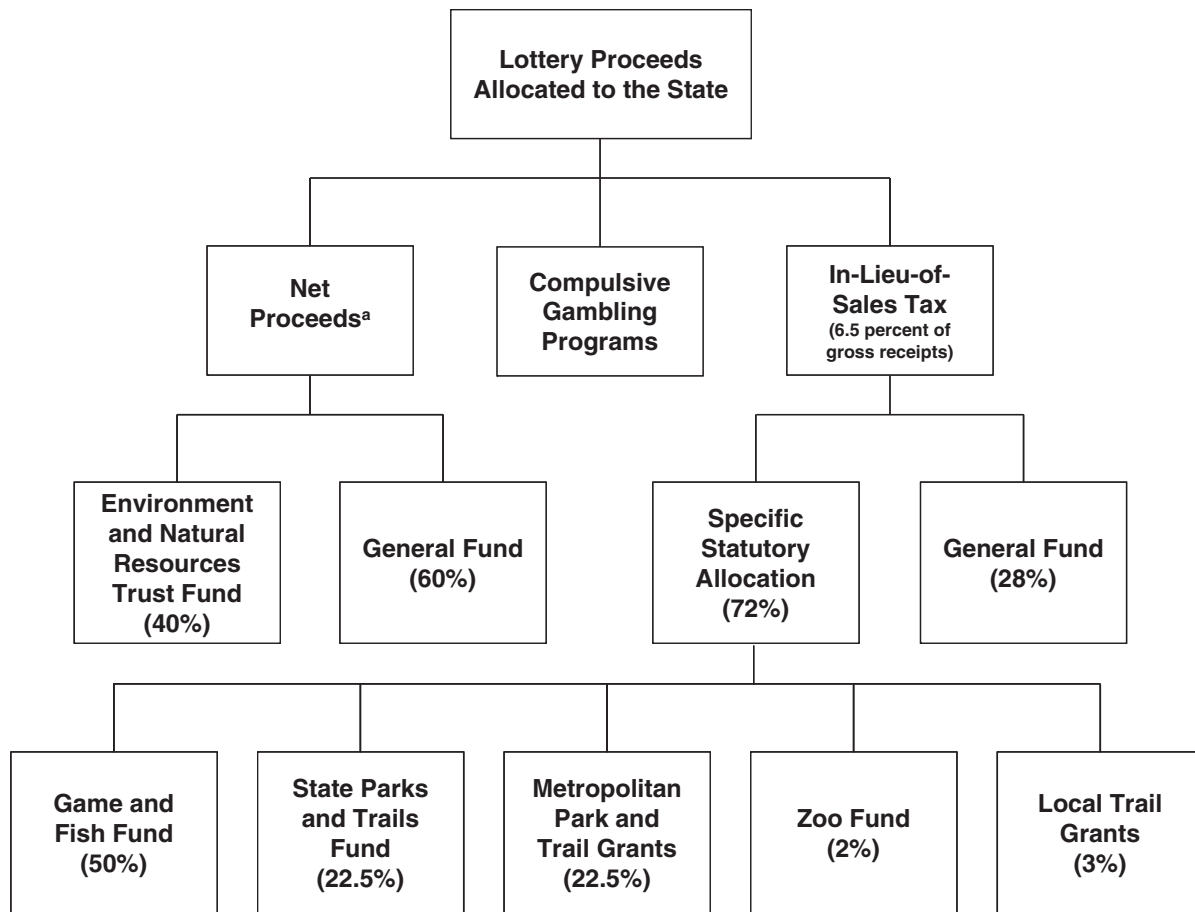 Lottery Proceeds
Allocated to the State
Net
Proceedsᵃ
Compulsive
Gambling
Programs
In-Lieu-of-
Sales Tax
(6.5 percent of
gross receipts)
Environment
and Natural
Resources
Trust Fund
(40%)
General Fund
(60%)
Specific
Statutory
Allocation
(72%)
General Fund
(28%)
Game and
Fish Fund
(50%)
State Parks
and Trails
Fund
(22.5%)
Metropolitan
Park and
Trail Grants
(22.5%)
Zoo Fund
(2%)
Local Trail
Grants
(3%)